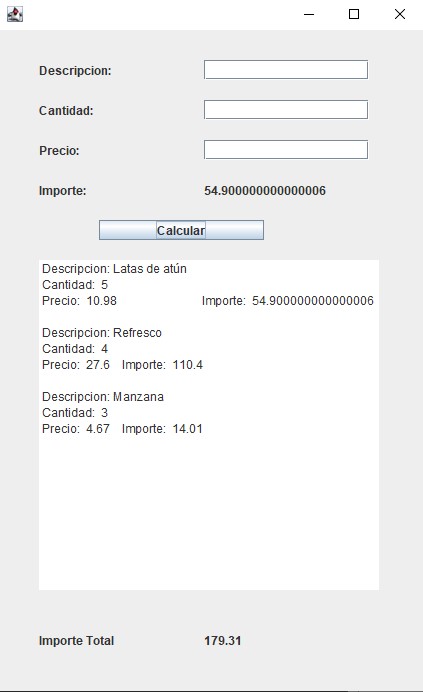 Descripcion:
Cantidad:
Precio:
Importe: 54.900000000000006
Calcular
Descripcion: Latas de atún
Cantidad: 5
Precio: 10.98 Importe: 54.900000000000006
Descripcion: Refresco
Cantidad: 4
Precio: 27.6 Importe: 110.4
Descripcion: Manzana
Cantidad: 3
Precio: 4.67 Importe: 14.01
Importe Total 179.31